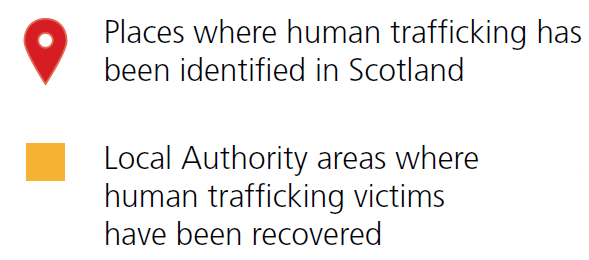 Places where human trafficking has
been identified in Scotland
Local Authority areas where
human trafficking victims
have been recovered